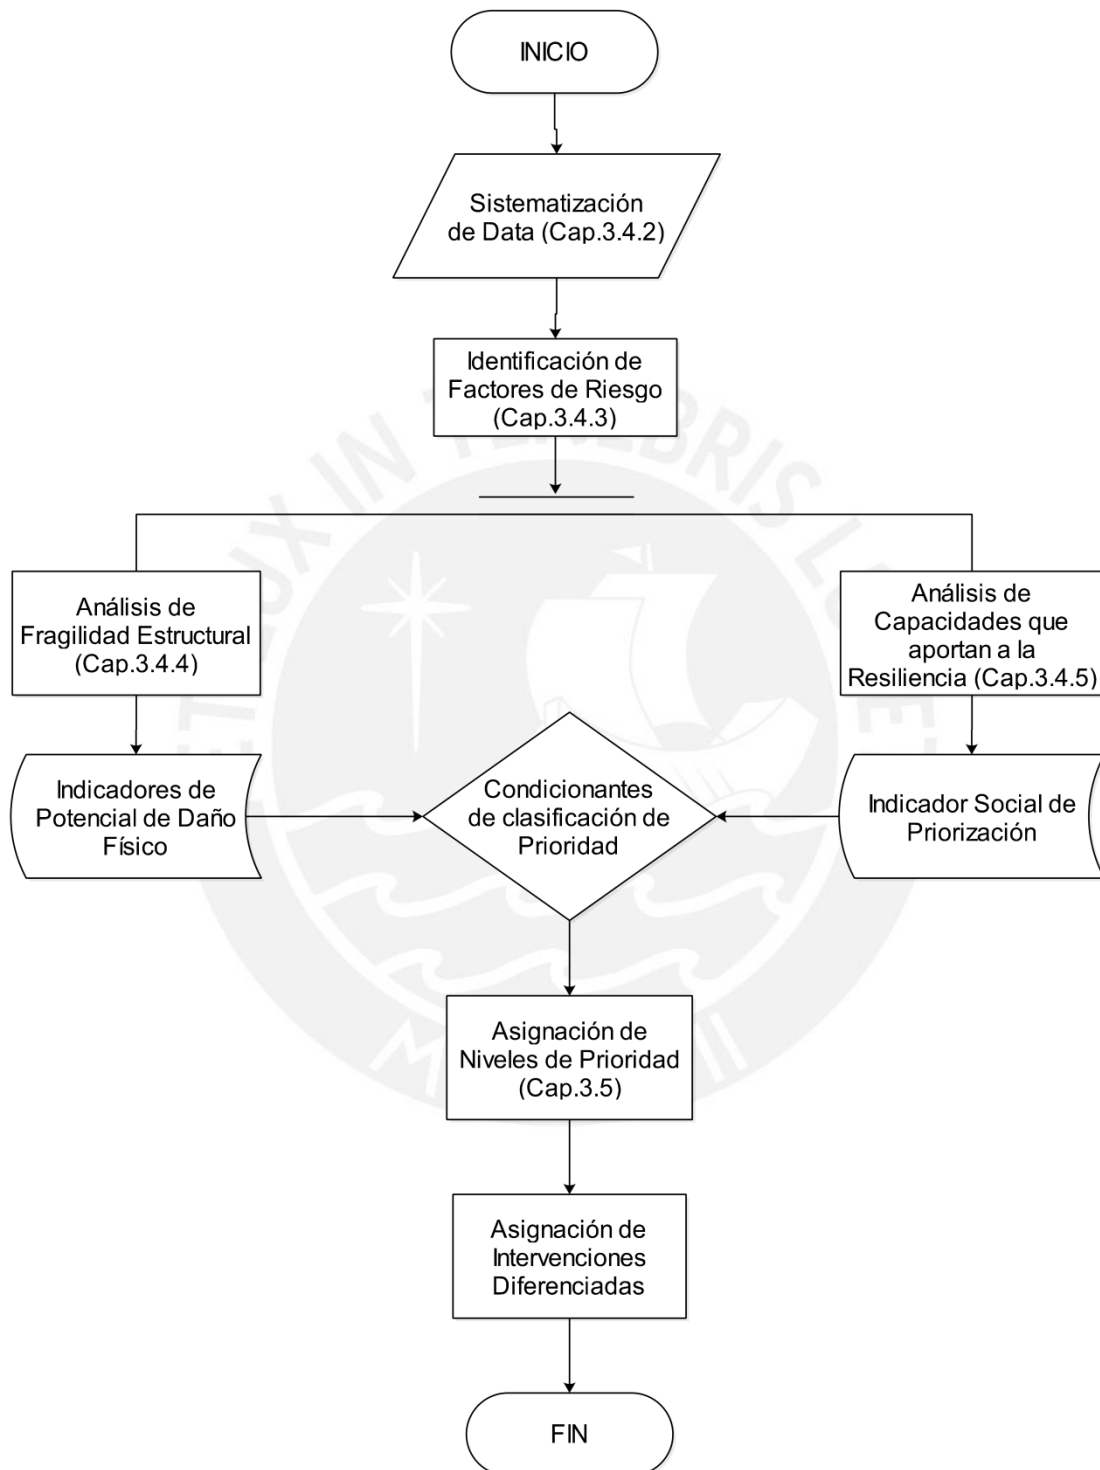 INICIO
Sistematización
de Data (Cap.3.4.2)
Identificación de
Factores de Riesgo
(Cap.3.4.3)
Análisis de
Fragilidad Estructural
(Cap.3.4.4)
Análisis de
Capacidades que
aportan a la
Resiliencia (Cap.3.4.5)
Indicadores de
Potencial de Daño
Físico
Condicionantes
de clasificación de
Prioridad
Indicador Social de
Priorización
Asignación de
Niveles de Prioridad
(Cap.3.5)
Asignación de
Intervenciones
Diferenciadas
FIN
ET LUX IN